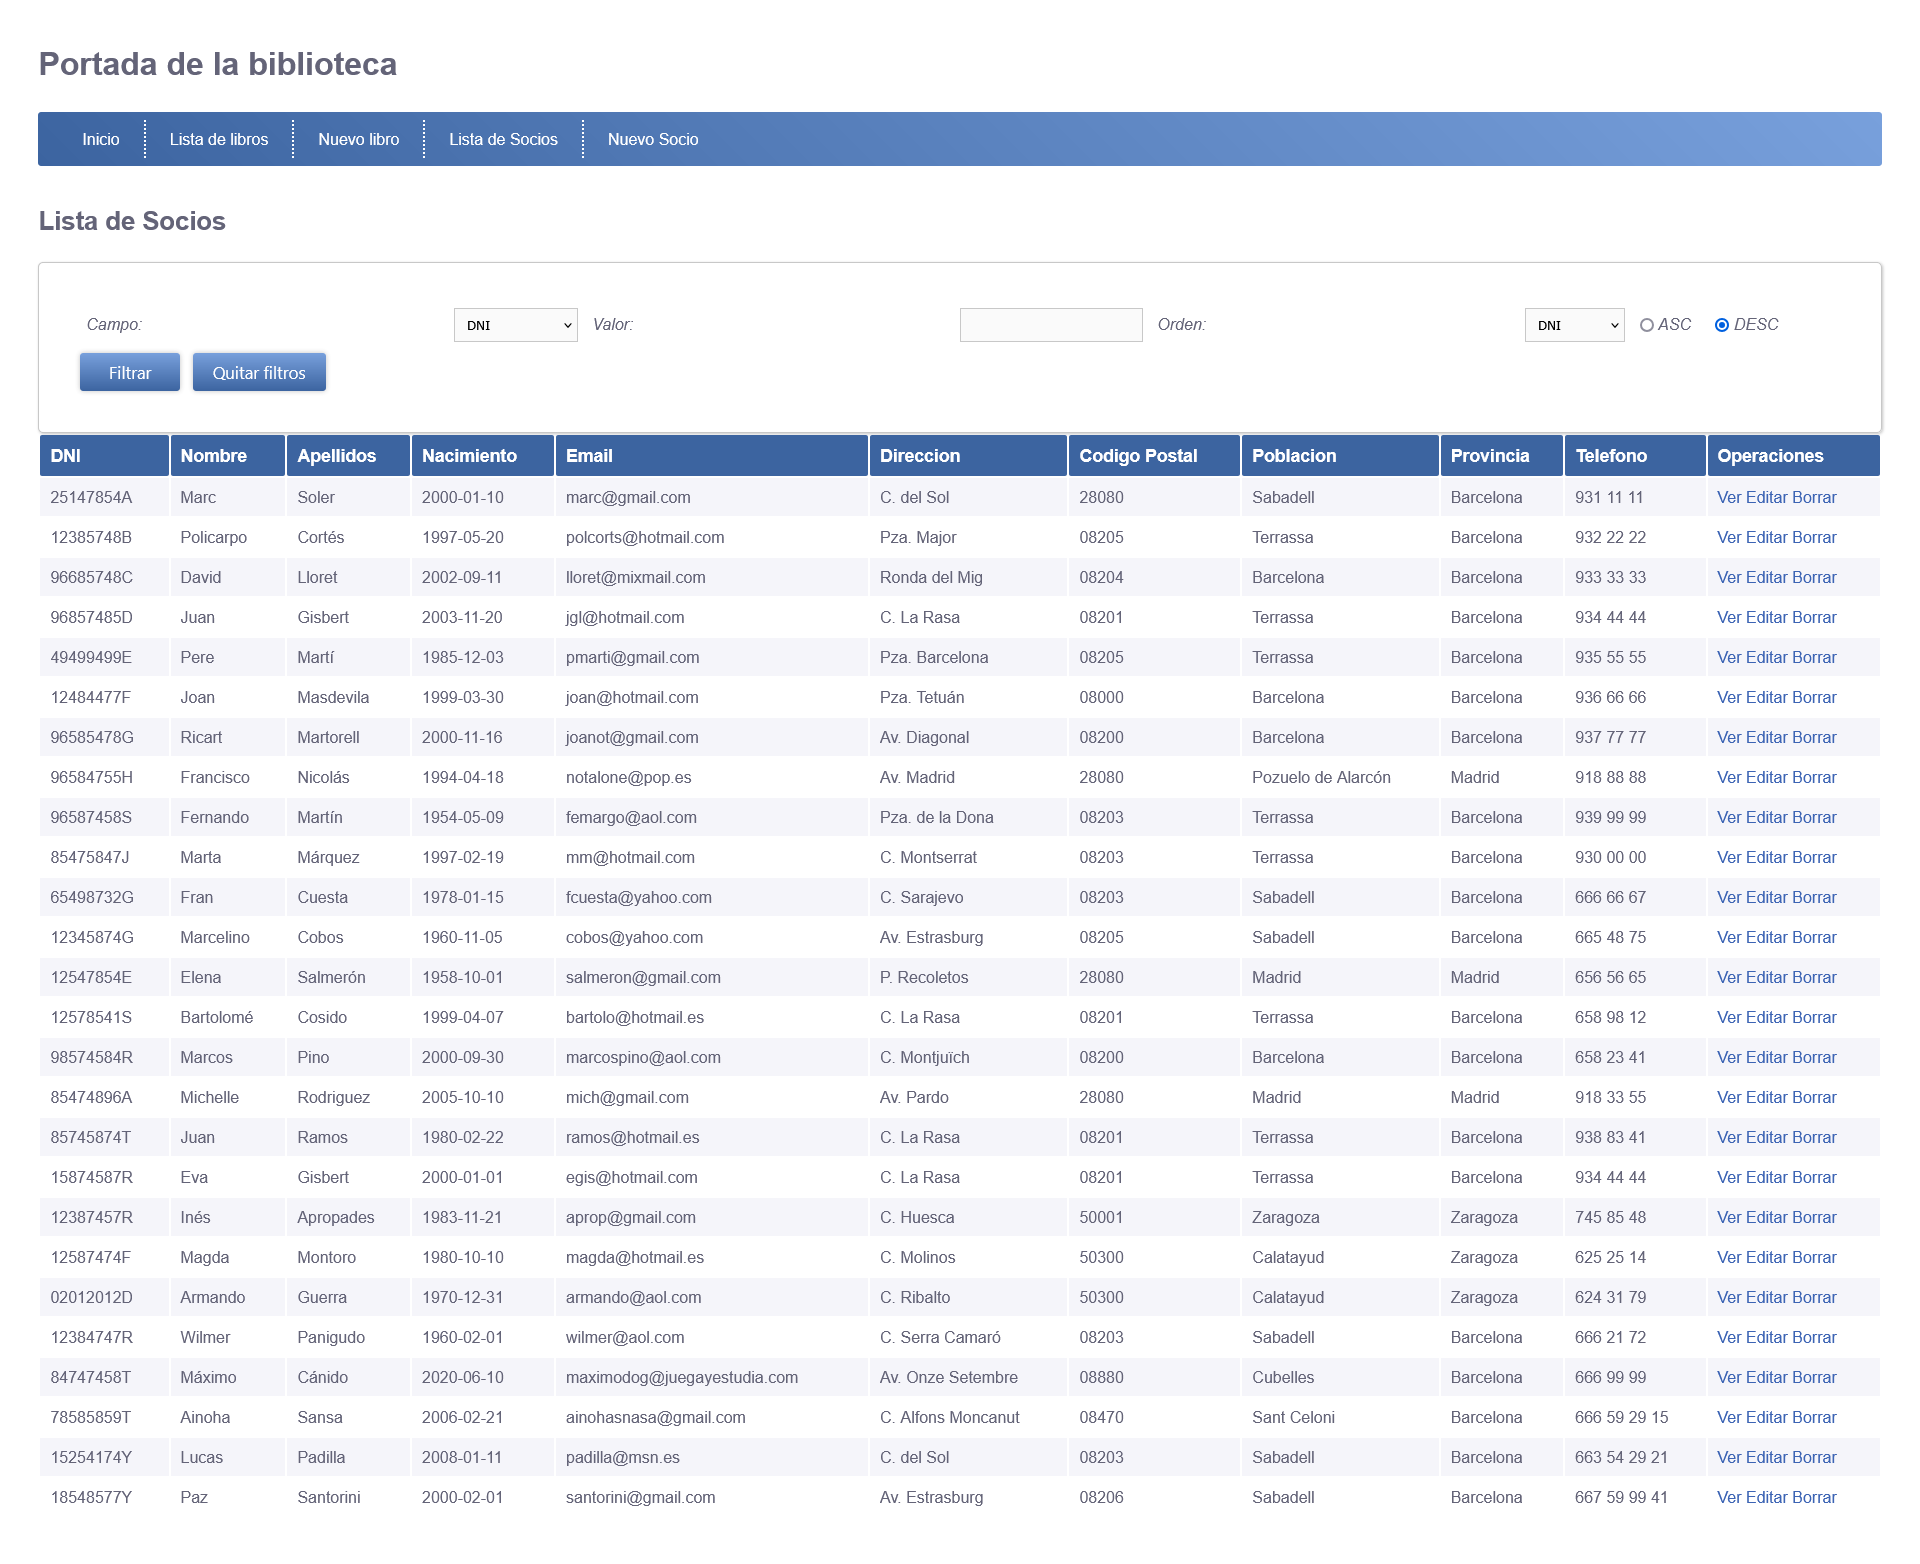 Portada de la biblioteca
Inicio Lista de libros Nuevo libro Lista de Socios Nuevo Socio
Lista de Socios
Campo: DNI Valor: Orden: DNI ASC DESC
Filtrar Quitar filtros
DNI Nombre Apellidos Nacimiento Email Direccion Codigo Postal Poblacion Provincia Telefono Operaciones
25147854A Marc Soler 2000-01-10 marc@gmail.com C. del Sol 28080 Sabadell Barcelona 931 11 11 Ver Editar Borrar
12385748B Policarpo Cortés 1997-05-20 polcorts@hotmail.com Pza. Major 08205 Terrassa Barcelona 932 22 22 Ver Editar Borrar
96685748C David Lloret 2002-09-11 lloret@mixmail.com Ronda del Mig 08204 Barcelona Barcelona 933 33 33 Ver Editar Borrar
96857485D Juan Gisbert 2003-11-20 jgl@hotmail.com C. La Rasa 08201 Terrassa Barcelona 934 44 44 Ver Editar Borrar
49499499E Pere Martí 1985-12-03 pmarti@gmail.com Pza. Barcelona 08205 Terrassa Barcelona 935 55 55 Ver Editar Borrar
12484477F Joan Masdevila 1999-03-30 joan@hotmail.com Pza. Tetuán 08000 Barcelona Barcelona 936 66 66 Ver Editar Borrar
96585478G Ricart Martorell 2000-11-16 joanot@gmail.com Av. Diagonal 08200 Barcelona Barcelona 937 77 77 Ver Editar Borrar
96584755H Francisco Nicolás 1994-04-18 notalone@pop.es Av. Madrid 28080 Pozuelo de Alarcón Madrid 918 88 88 Ver Editar Borrar
96587458S Fernando Martín 1954-05-09 femargo@aol.com Pza. de la Dona 08203 Terrassa Barcelona 939 99 99 Ver Editar Borrar
85475847J Marta Márquez 1997-02-19 mm@hotmail.com C. Montserrat 08203 Terrassa Barcelona 930 00 00 Ver Editar Borrar
65498732G Fran Cuesta 1978-01-15 fcuesta@yahoo.com C. Sarajevo 08203 Sabadell Barcelona 666 66 67 Ver Editar Borrar
12345874G Marcelino Cobos 1960-11-05 cobos@yahoo.com Av. Estrasburg 08205 Sabadell Barcelona 665 48 75 Ver Editar Borrar
12547854E Elena Salmerón 1958-10-01 salmeron@gmail.com P. Recoletos 28080 Madrid Madrid 656 56 65 Ver Editar Borrar
12578541S Bartolomé Cosido 1999-04-07 bartolo@hotmail.es C. La Rasa 08201 Terrassa Barcelona 658 98 12 Ver Editar Borrar
98574584R Marcos Pino 2000-09-30 marcospino@aol.com C. Montjuïch 08200 Barcelona Barcelona 658 23 41 Ver Editar Borrar
85474896A Michelle Rodriguez 2005-10-10 mich@gmail.com Av. Pardo 28080 Madrid Madrid 918 33 55 Ver Editar Borrar
85745874T Juan Ramos 1980-02-22 ramos@hotmail.es C. La Rasa 08201 Terrassa Barcelona 938 83 41 Ver Editar Borrar
15874587R Eva Gisbert 2000-01-01 egis@hotmail.com C. La Rasa 08201 Terrassa Barcelona 934 44 44 Ver Editar Borrar
12387457R Inés Apropades 1983-11-21 aprop@gmail.com C. Huesca 50001 Zaragoza Zaragoza 745 85 48 Ver Editar Borrar
12587474F Magda Montoro 1980-10-10 magda@hotmail.es C. Molinos 50300 Calatayud Zaragoza 625 25 14 Ver Editar Borrar
02012012D Armando Guerra 1970-12-31 armando@aol.com C. Ribalto 50300 Calatayud Zaragoza 624 31 79 Ver Editar Borrar
12384747R Wilmer Panigudo 1960-02-01 wilmer@aol.com C. Serra Camaró 08203 Sabadell Barcelona 666 21 72 Ver Editar Borrar
84747458T Máximo Cánido 2020-06-10 maximodog@juegayestudia.com Av. Onze Setembre 08880 Cubelles Barcelona 666 99 99 Ver Editar Borrar
78585859T Ainoha Sansa 2006-02-21 ainohasnasa@gmail.com C. Alfons Moncanut 08470 Sant Celoni Barcelona 666 59 29 15 Ver Editar Borrar
15254174Y Lucas Padilla 2008-01-11 padilla@msn.es C. del Sol 08203 Sabadell Barcelona 663 54 29 21 Ver Editar Borrar
18548577Y Paz Santorini 2000-02-01 santorini@gmail.com Av. Estrasburg 08206 Sabadell Barcelona 667 59 99 41 Ver Editar Borrar